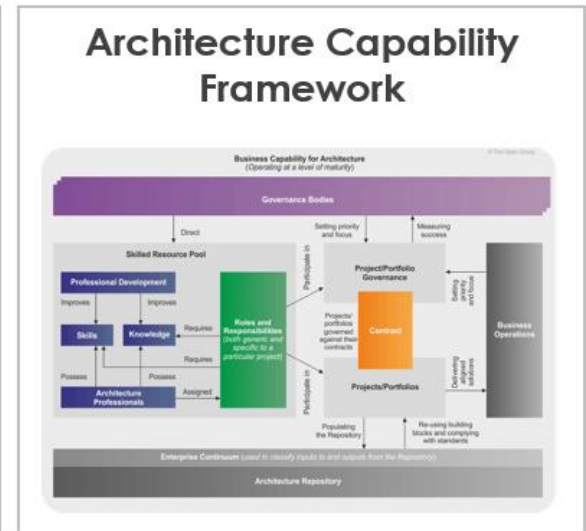 Architecture Capability
Framework
© The Open Group
Business Capability for Architecture
(Operating at a level of maturity)
Governance Bodies
Direct
Setting priority
and focus
Measuring
success
Skilled Resource Pool
Professional Development
Improves
Improves
Skills
Knowledge
Requires
Requires
Possess
Possess
Architecture
Professionals
Assigned
Roles and
Responsibilities
(both generic and
specific to a
particular project)
Participate in
Participate in
Project/Portfolio
Governance
Projects/
portfolios
governed
against their
contracts
Contract
Projects/Portfolios
Setting
priority
and focus
Delivering
aligned
solutions
Business
Operations
Populating
the Repository
Re-using building
blocks and complying
with standards
Enterprise Continuum (used to classify inputs to and outputs from the Repository)
Architecture Repository